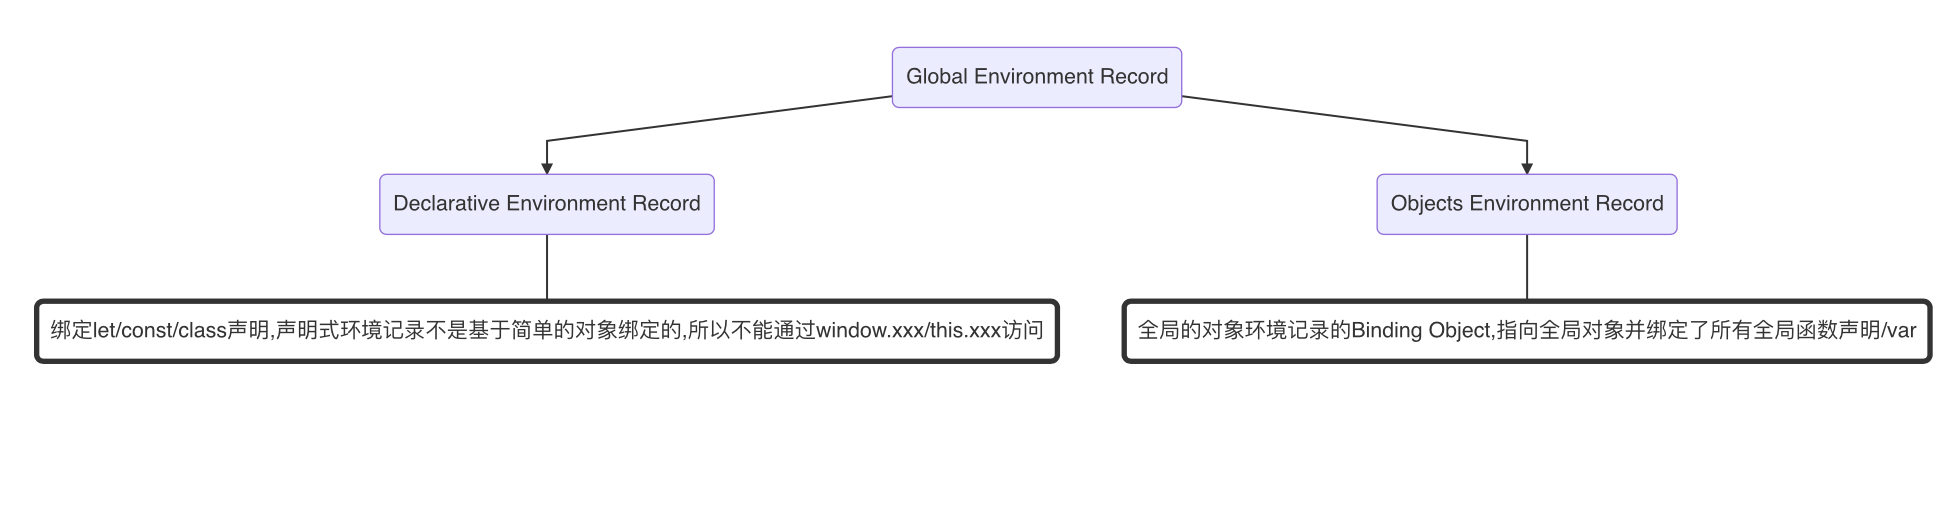 Global Environment Record
Declarative Environment Record
Objects Environment Record
绑定let/const/class声明,声明式环境记录不是基于简单的对象绑定的,所以不能通过window.xxx/this.xxx访问
全局的对象环境记录的Binding Object,指向全局对象并绑定了所有全局函数声明/var